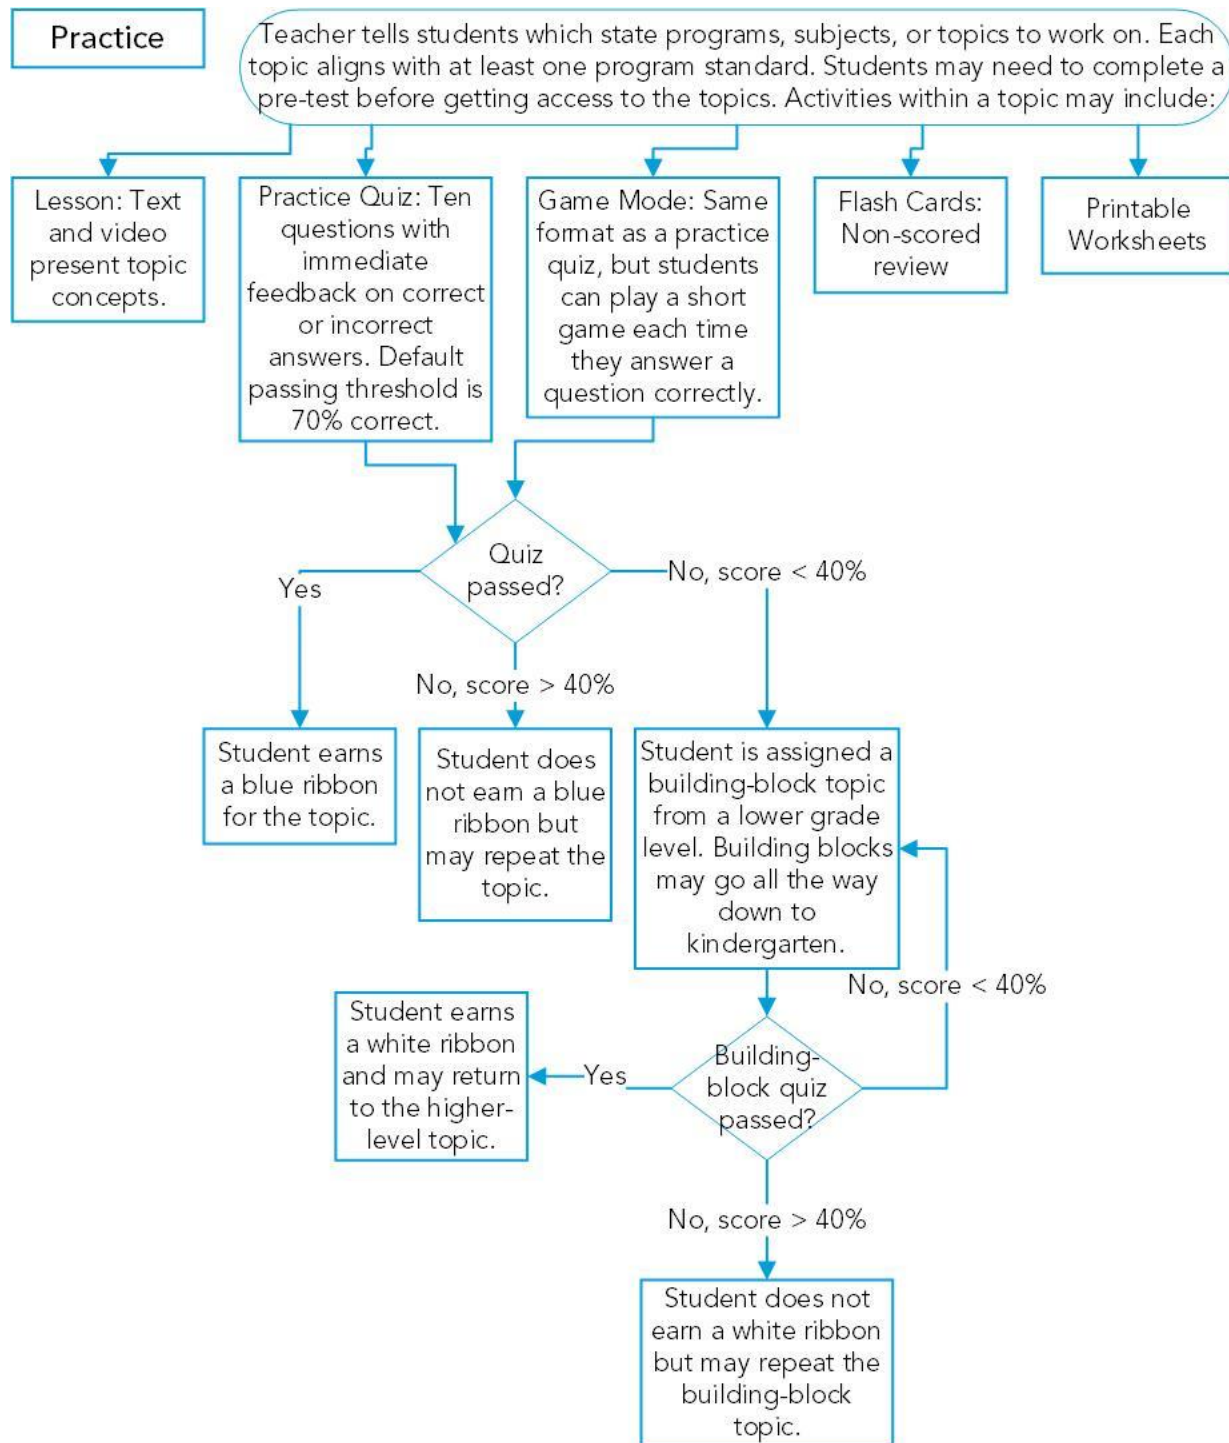 Practice
Teacher tells students which state programs, subjects, or topics to work on. Each
topic aligns with at least one program standard. Students may need to complete a
pre-test before getting access to the topics. Activities within a topic may include:
Lesson: Text
and video
present topic
concepts.
Practice Quiz: Ten
questions with
immediate
feedback on correct
or incorrect
answers. Default
passing threshold is
70% correct.
Game Mode: Same
format as a practice
quiz, but students
can play a short
game each time
they answer a
question correctly.
Flash Cards:
Non-scored
review
Printable
Worksheets
Quiz
passed?
Yes
No, score < 40%
No, score > 40%
Student earns
a blue ribbon
for the topic.
Student does
not earn a blue
ribbon but
may repeat the
topic.
Student is assigned a
building-block topic
from a lower grade
level. Building blocks
may go all the way
down to
kindergarten.
No, score < 40%
Student earns
a white ribbon
and may return
to the higher-
level topic.
Yes
Building-
block quiz
passed?
No, score > 40%
Student does not
earn a white ribbon
but may repeat the
building-block
topic.